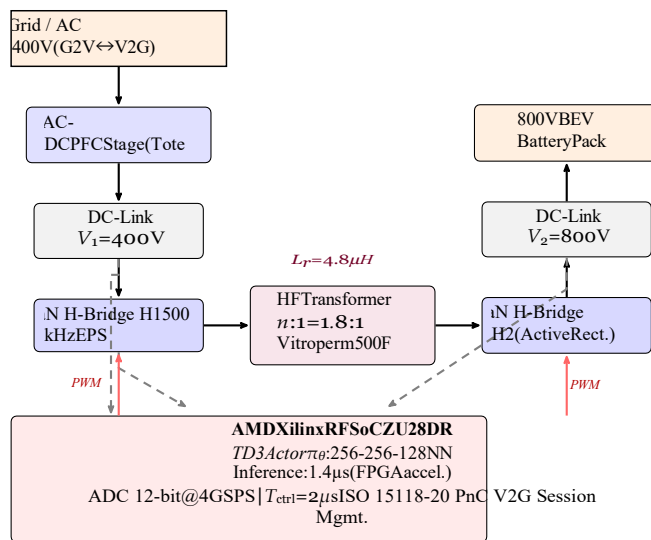 Grid / AC
400V(G2V↔V2G)
AC-
DCPFCStage(Tote
DC-Link
V₁=400V
N H-Bridge H1500
kHzEPS
PWM
Lᵣ=4.8μH
HFTransformer
n:1=1.8:1
Vitroperm500F
800VBEV
BatteryPack
DC-Link
V₂=800V
N H-Bridge
H2(ActiveRect.)
PWM
AMDXilinxRFSoCZU28DR
TD3Actorπθ:256-256-128NN
Inference:1.4μs(FPGAaccel.)
ADC 12-bit@4GSPS|Tctrl=2μsISO 15118-20 PnC V2G Session
Mgmt.